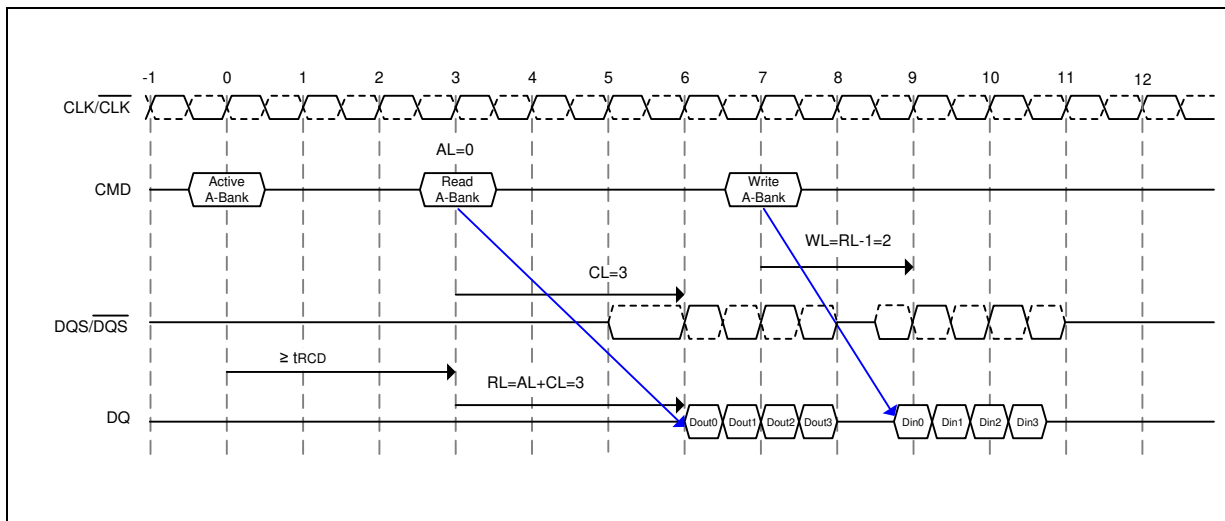 -1 0 1 2 3 4 5 6 7 8 9 10 11 12
CLK/CLK
AL=0
CMD
Active
A-Bank
Read
A-Bank
Write
A-Bank
WL=RL-1=2
CL=3
DQS/DQS
≥ tRCD
RL=AL+CL=3
DQ
Dout0 Dout1 Dout2 Dout3 Din0 Din1 Din2 Din3